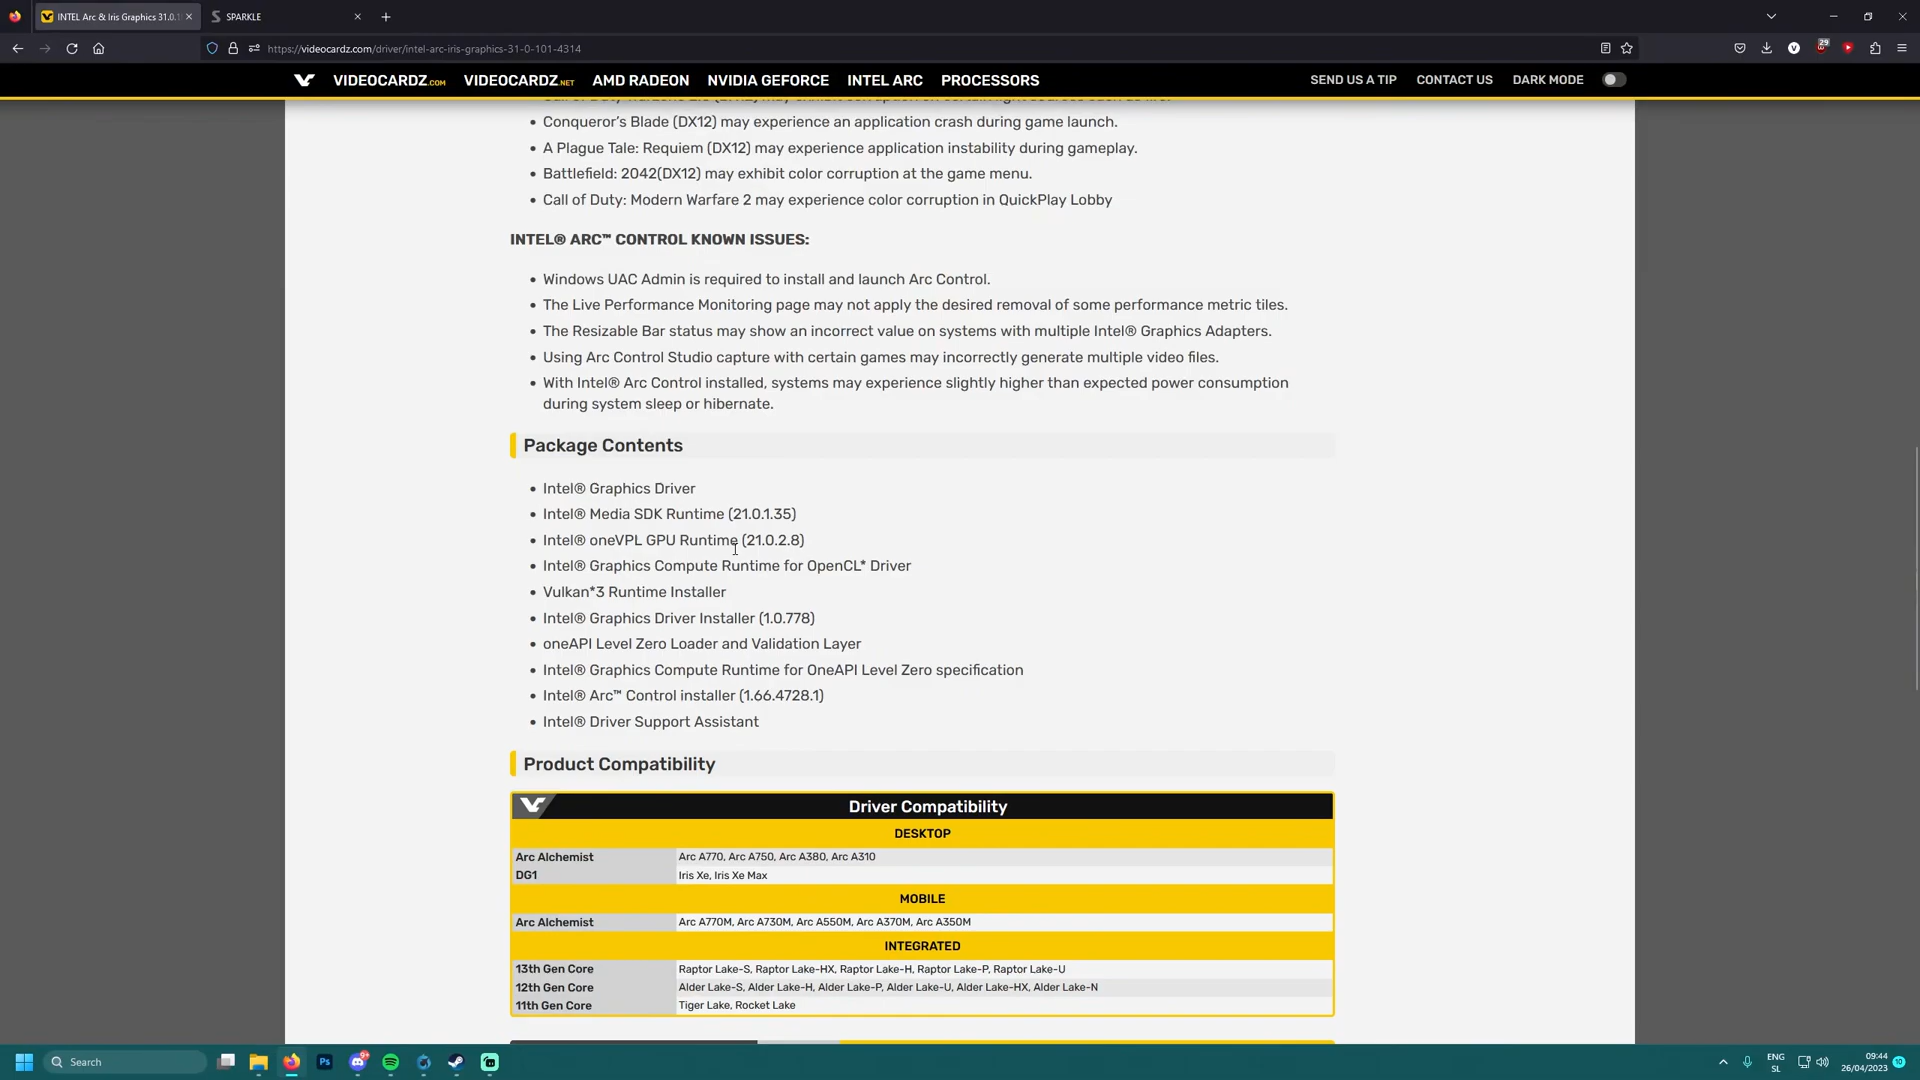 INTEL Arc & Iris Graphics 31.0.1
SPARKLE
https://videocardz.com/driver/intel-arc-iris-graphics-31-0-101-4314
29
VIDEOCARDZ.COM VIDEOCARDZ.NET AMD RADEON NVIDIA GEFORCE INTEL ARC PROCESSORS SEND US A TIP CONTACT US DARK MODE
• Conqueror’s Blade (DX12) may experience an application crash during game launch.
• A Plague Tale: Requiem (DX12) may experience application instability during gameplay.
• Battlefield: 2042(DX12) may exhibit color corruption at the game menu.
• Call of Duty: Modern Warfare 2 may experience color corruption in QuickPlay Lobby
INTEL® ARC™ CONTROL KNOWN ISSUES:
• Windows UAC Admin is required to install and launch Arc Control.
• The Live Performance Monitoring page may not apply the desired removal of some performance metric tiles.
• The Resizable Bar status may show an incorrect value on systems with multiple Intel® Graphics Adapters.
• Using Arc Control Studio capture with certain games may incorrectly generate multiple video files.
• With Intel® Arc Control installed, systems may experience slightly higher than expected power consumption
during system sleep or hibernate.
Package Contents
• Intel® Graphics Driver
• Intel® Media SDK Runtime (21.0.1.35)
• Intel® oneVPL GPU Runtime (21.0.2.8)
• Intel® Graphics Compute Runtime for OpenCL* Driver
• Vulkan*3 Runtime Installer
• Intel® Graphics Driver Installer (1.0.778)
• oneAPI Level Zero Loader and Validation Layer
• Intel® Graphics Compute Runtime for OneAPI Level Zero specification
• Intel® Arc™ Control installer (1.66.4728.1)
• Intel® Driver Support Assistant
Product Compatibility
Driver Compatibility
DESKTOP
Arc Alchemist Arc A770, Arc A750, Arc A380, Arc A310
DG1 Iris Xe, Iris Xe Max
MOBILE
Arc Alchemist Arc A770M, Arc A730M, Arc A550M, Arc A370M, Arc A350M
INTEGRATED
13th Gen Core Raptor Lake-S, Raptor Lake-HX, Raptor Lake-H, Raptor Lake-P, Raptor Lake-U
12th Gen Core Alder Lake-S, Alder Lake-H, Alder Lake-P, Alder Lake-U, Alder Lake-HX, Alder Lake-N
11th Gen Core Tiger Lake, Rocket Lake
Search
Ps
ENG
SL
09:44
26/04/2023
10